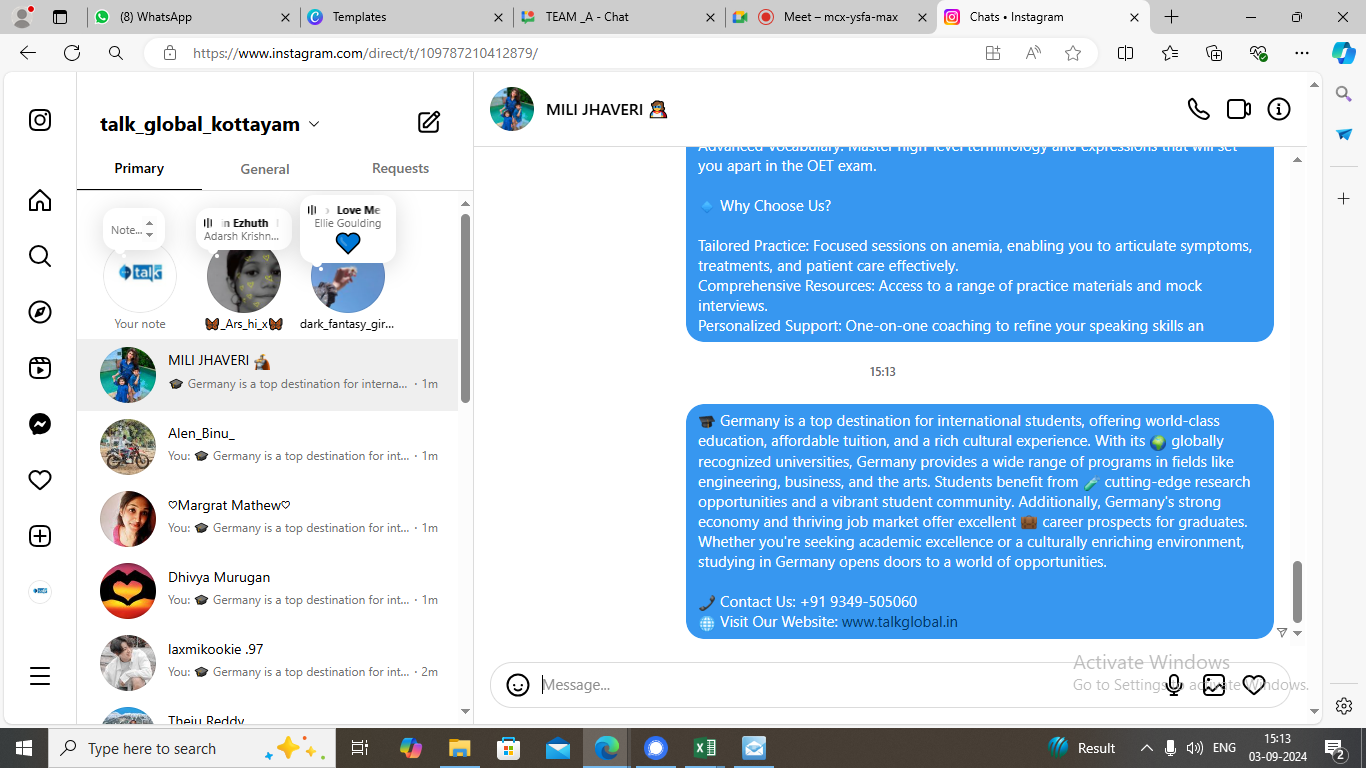 (8) WhatsApp
Templates
TEAM _A - Chat
Meet – mcx-ysfa-max
Chats • Instagram
https://www.instagram.com/direct/t/109787210412879/
talk_global_kottayam
Primary
General
Requests
Note...
n Ezhuth
Adarsh Krishn...
Love Me
Ellie Goulding
talk
Your note
🦋_Ars_hi_x🦋
dark_fantasy_gir...
MILI JHAVERI
🎓 Germany is a top destination for interna... · 1m
Alen_Binu_
You: 🎓 Germany is a top destination for int... · 1m
♡Margrat Mathew♡
You: 🎓 Germany is a top destination for int... · 1m
Dhivya Murugan
You: 🎓 Germany is a top destination for int... · 1m
laxmikookie .97
You: 🎓 Germany is a top destination for int... · 2m
Theju Reddy
MILI JHAVERI
Advanced Vocabulary: Master high-level terminology and expressions that will set
you apart in the OET exam.
🔹 Why Choose Us?
Tailored Practice: Focused sessions on anemia, enabling you to articulate symptoms,
treatments, and patient care effectively.
Comprehensive Resources: Access to a range of practice materials and mock
interviews.
Personalized Support: One-on-one coaching to refine your speaking skills an
15:13
🎓 Germany is a top destination for international students, offering world-class
education, affordable tuition, and a rich cultural experience. With its 🌍 globally
recognized universities, Germany provides a wide range of programs in fields like
engineering, business, and the arts. Students benefit from 🧪 cutting-edge research
opportunities and a vibrant student community. Additionally, Germany's strong
economy and thriving job market offer excellent 💼 career prospects for graduates.
Whether you're seeking academic excellence or a culturally enriching environment,
studying in Germany opens doors to a world of opportunities.
📞 Contact Us: +91 9349-505060
🌐 Visit Our Website: www.talkglobal.in
Message...
Activate Windows
Go to Settings to activate Windows.
Type here to search
Result
ENG
15:13
03-09-2024
2